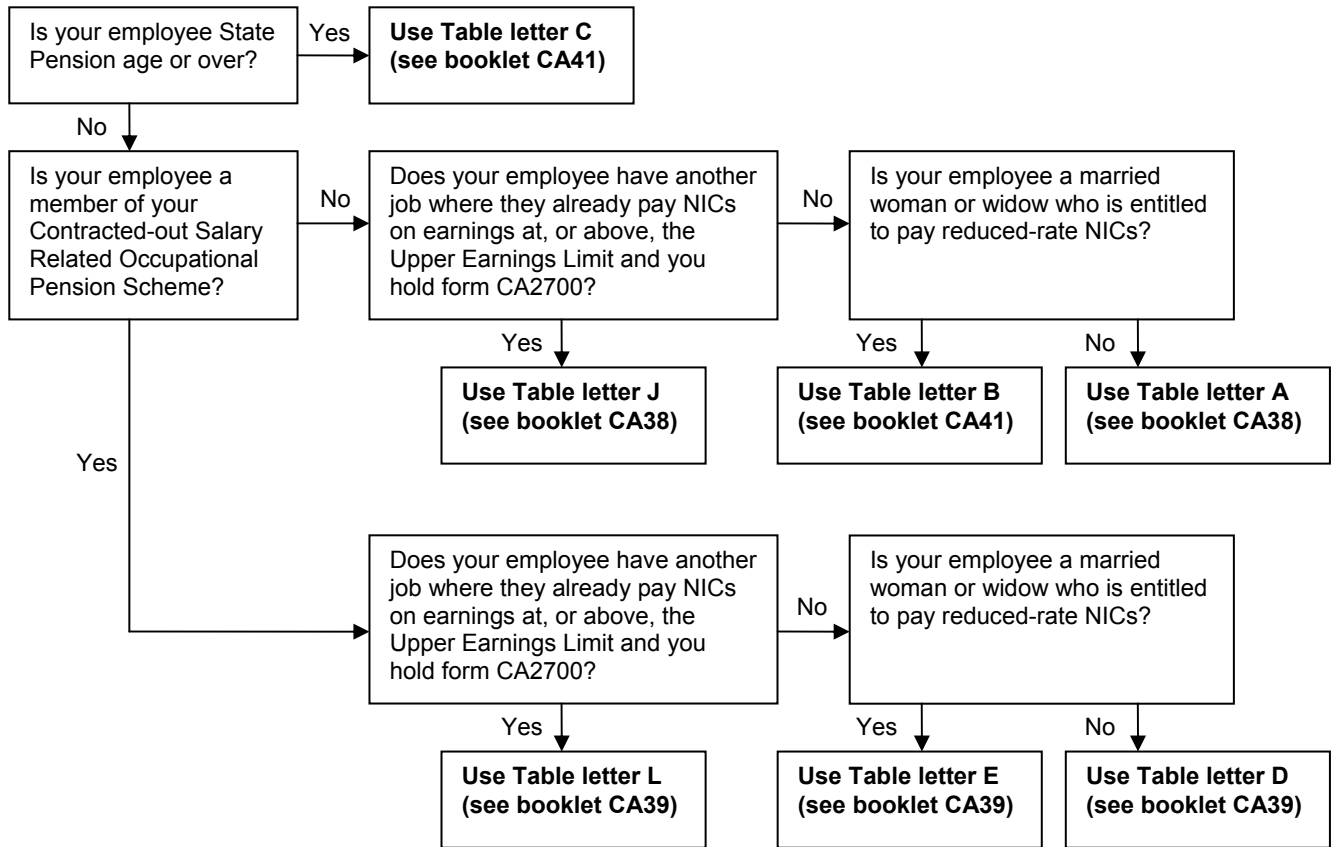 Is your employee State
Pension age or over?
Yes
Use Table letter C
(see booklet CA41)
No
Is your employee a
member of your
Contracted-out Salary
Related Occupational
Pension Scheme?
No
Does your employee have another
job where they already pay NICs
on earnings at, or above, the
Upper Earnings Limit and you
hold form CA2700?
No
Is your employee a married
woman or widow who is entitled
to pay reduced-rate NICs?
Yes
Use Table letter J
(see booklet CA38)
Yes
Use Table letter B
(see booklet CA41)
No
Use Table letter A
(see booklet CA38)
Yes
Does your employee have another
job where they already pay NICs
on earnings at, or above, the
Upper Earnings Limit and you
hold form CA2700?
No
Is your employee a married
woman or widow who is entitled
to pay reduced-rate NICs?
Yes
Use Table letter L
(see booklet CA39)
Yes
Use Table letter E
(see booklet CA39)
No
Use Table letter D
(see booklet CA39)